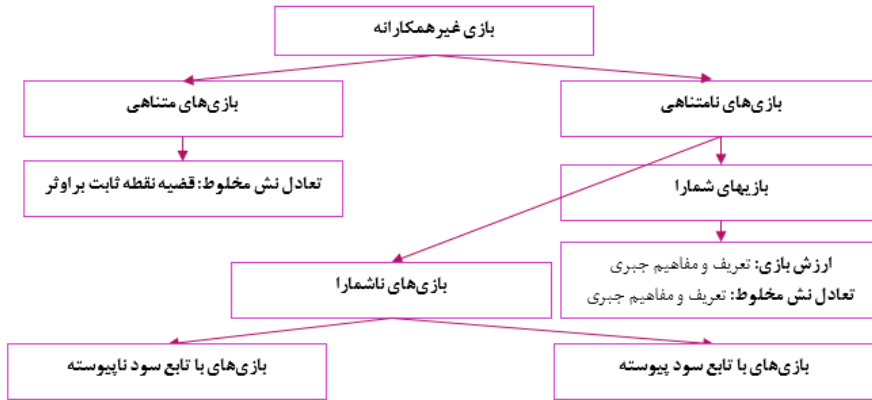 بازی غیرهمکارانه
بازی‌های نامتناهی
بازی‌های متناهی
بازیهای شمارا
تعادل نش مخلوط: قضیه نقطه ثابت براوئر
ارزش بازی: تعریف و مفاهیم جبری
تعادل نش مخلوط: تعریف و مفاهیم جبری
بازی‌های ناشمارا
بازی‌های با تابع سود پیوسته
بازی‌های با تابع سود ناپیوسته